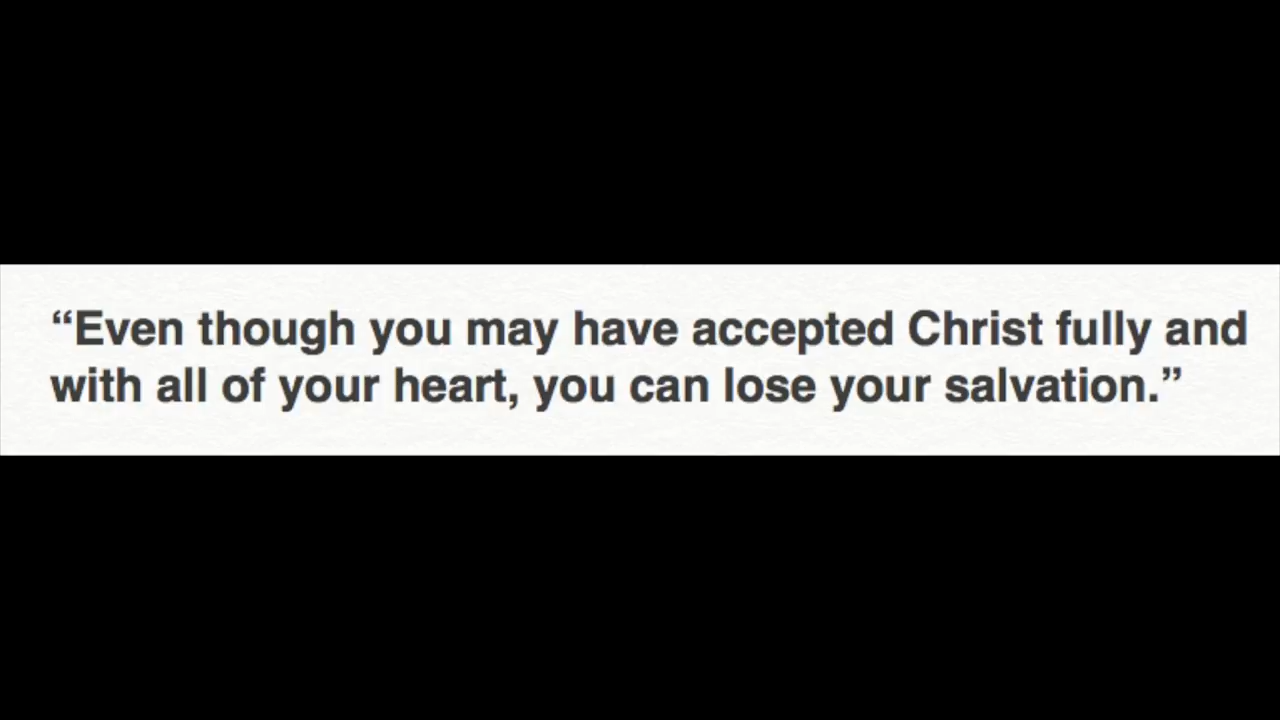 “Even though you may have accepted Christ fully and
with all of your heart, you can lose your salvation.”